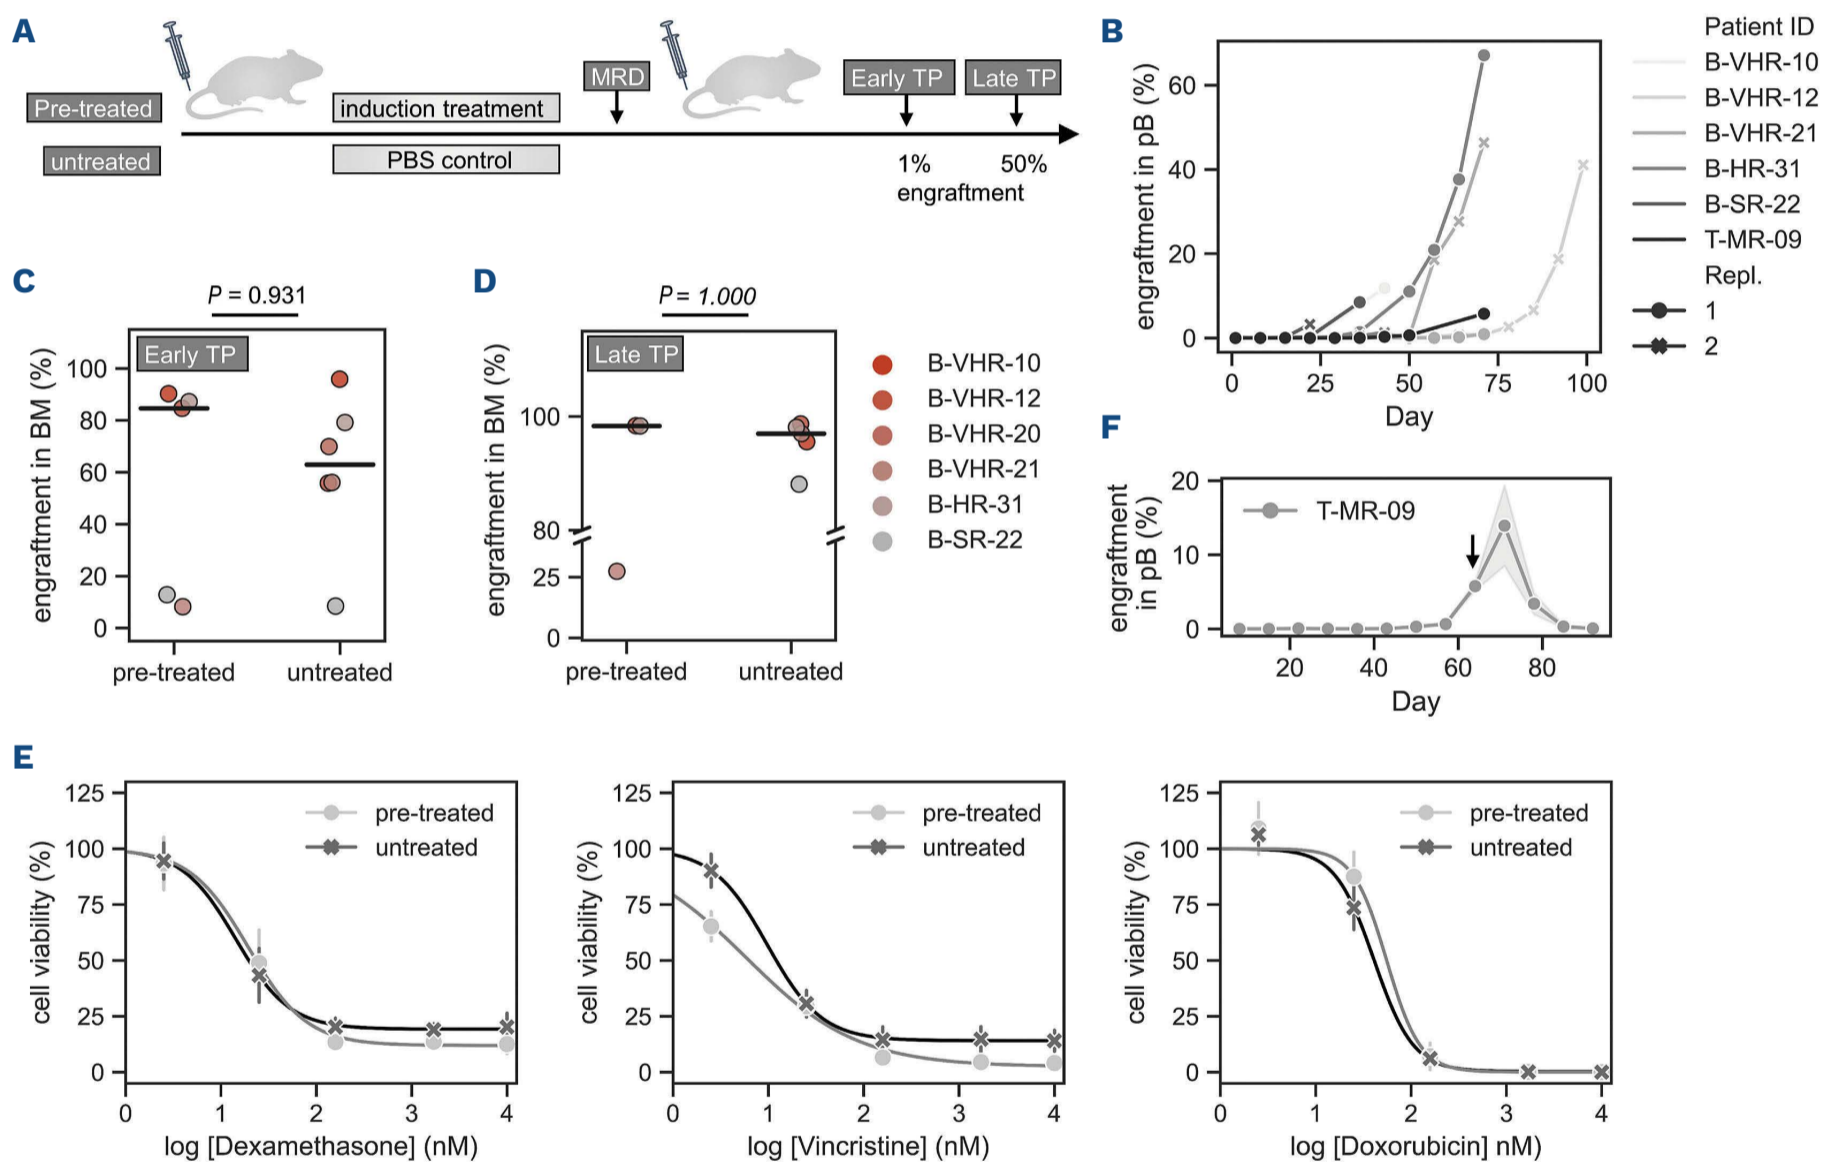 A
Pre-treated
untreated
induction treatment
PBS control
MRD
Early TP
Late TP
1%
50%
engraftment
B
engraftment in pB (%)
60
40
20
0
0
25
50
75
100
Day
Patient ID
B-VHR-10
B-VHR-12
B-VHR-21
B-HR-31
B-SR-22
T-MR-09
Repl.
1
2
C
P = 0.931
Early TP
engraftment in BM (%)
100
80
60
40
20
0
pre-treated
untreated
D
P = 1.000
Late TP
engraftment in BM (%)
100
80
25
0
pre-treated
untreated
B-VHR-10
B-VHR-12
B-VHR-20
B-VHR-21
B-HR-31
B-SR-22
F
engraftment
in pB (%)
20
10
0
T-MR-09
20
40
60
80
Day
E
cell viability (%)
125
100
75
50
25
0
pre-treated
untreated
0
1
2
3
4
log [Dexamethasone] (nM)
cell viability (%)
125
100
75
50
25
0
pre-treated
untreated
0
1
2
3
4
log [Vincristine] (nM)
cell viability (%)
125
100
75
50
25
0
pre-treated
untreated
0
1
2
3
4
log [Doxorubicin] nM)